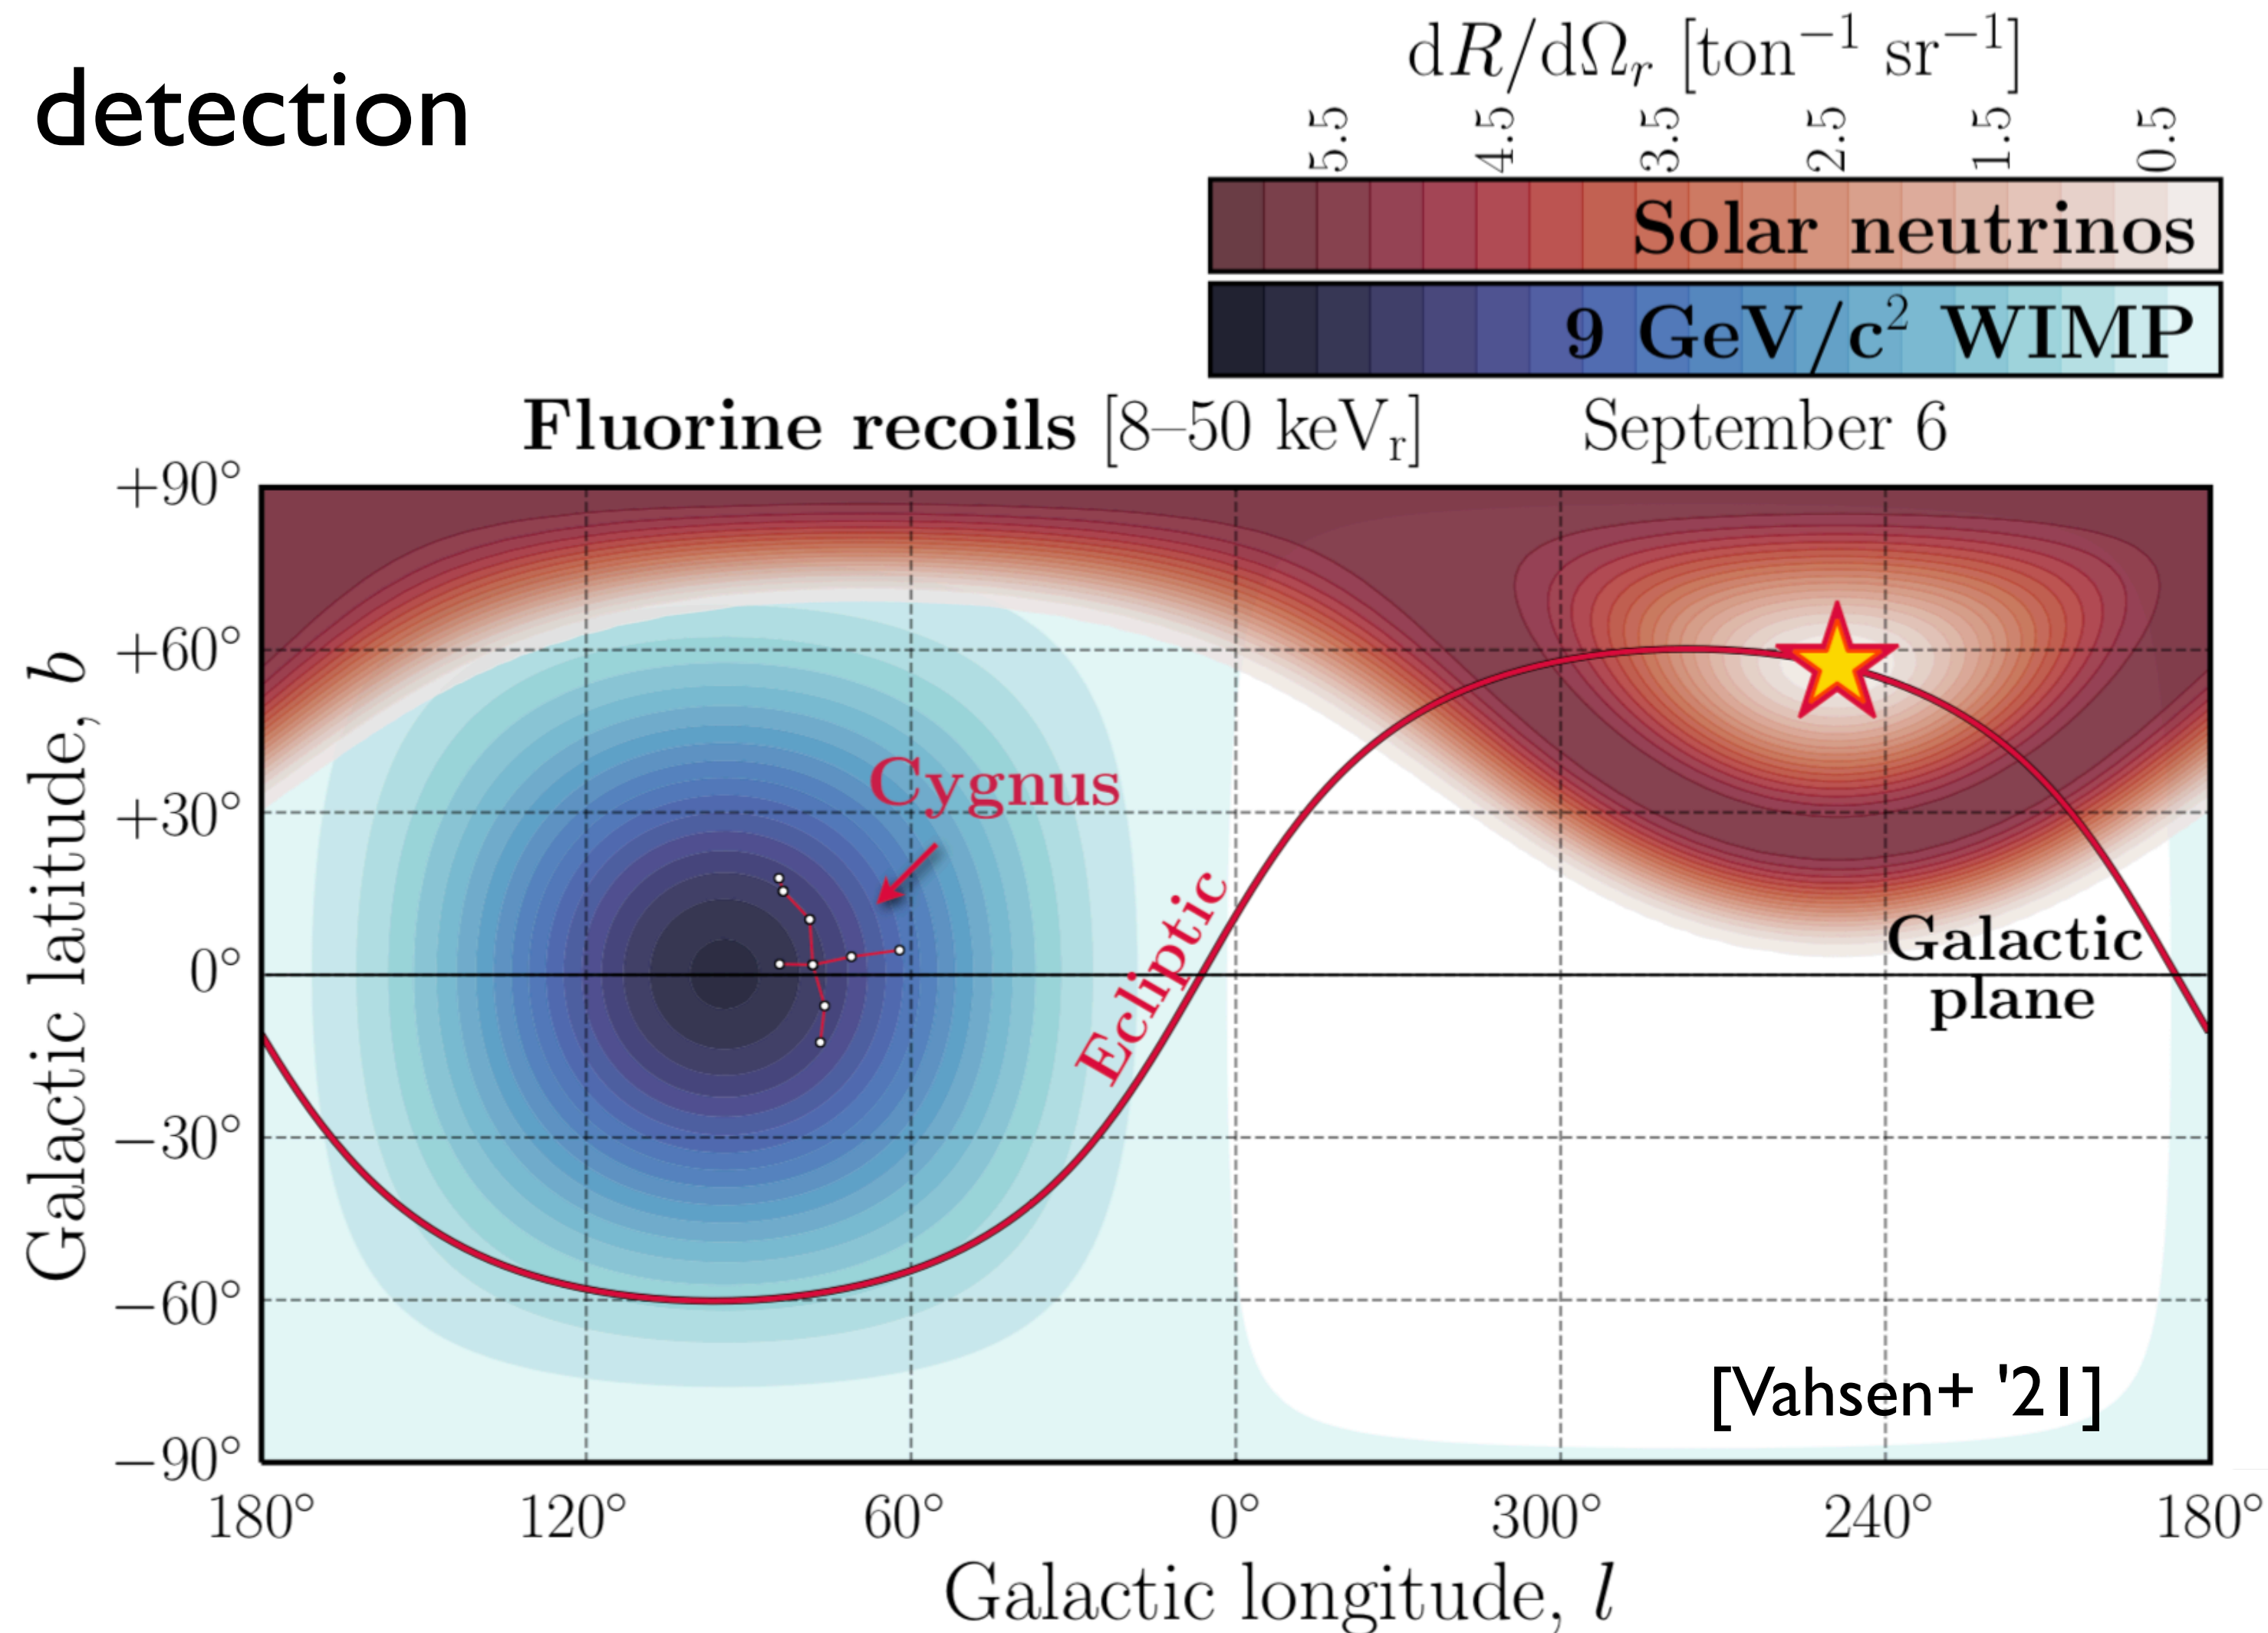 detection
dR/dΩ_r [ton⁻¹ sr⁻¹]
5.5 4.5 3.5 2.5 1.5 0.5
Solar neutrinos
9 GeV/c² WIMP
Fluorine recoils [8–50 keV_r] September 6
+90°
+60°
+30°
0°
−30°
−60°
−90°
Galactic latitude, b
Cygnus
Ecliptic
Galactic
plane
[Vahsen+ '21]
180° 120° 60° 0° 300° 240° 180°
Galactic longitude, l